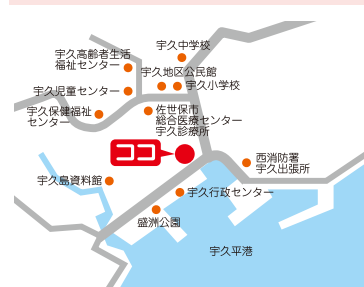 宇久中学校
宇久高齢者生活
福祉センター
宇久地区公民館
宇久児童センター
宇久小学校
宇久保健福祉
センター
佐世保市
総合医療センター
宇久診療所
ココ
西消防署
宇久出張所
宇久島資料館
宇久行政センター
盛洲公園
宇久平港